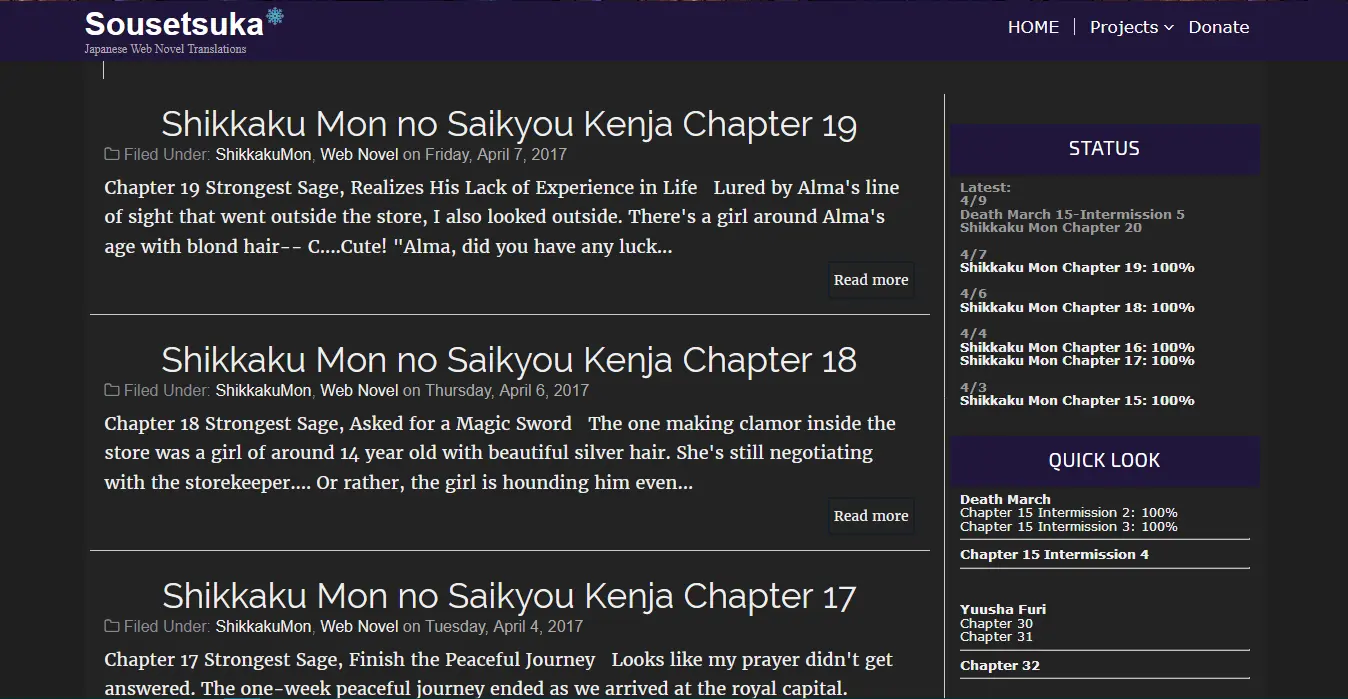 Sousetsuka
Japanese Web Novel Translations
HOME
Projects
Donate
Shikkaku Mon no Saikyou Kenja Chapter 19
Filed Under: ShikkakuMon, Web Novel on Friday, April 7, 2017
Chapter 19 Strongest Sage, Realizes His Lack of Experience in Life Lured by Alma's line
of sight that went outside the store, I also looked outside. There's a girl around Alma's
age with blond hair-- C....Cute! "Alma, did you have any luck...
Read more
Shikkaku Mon no Saikyou Kenja Chapter 18
Filed Under: ShikkakuMon, Web Novel on Thursday, April 6, 2017
Chapter 18 Strongest Sage, Asked for a Magic Sword The one making clamor inside the
store was a girl of around 14 year old with beautiful silver hair. She's still negotiating
with the storekeeper.... Or rather, the girl is hounding him even...
Read more
Shikkaku Mon no Saikyou Kenja Chapter 17
Filed Under: ShikkakuMon, Web Novel on Tuesday, April 4, 2017
Chapter 17 Strongest Sage, Finish the Peaceful Journey Looks like my prayer didn't get
answered. The one-week peaceful journey ended as we arrived at the royal capital.
STATUS
Latest:
4/9
Death March 15-Intermission 5
Shikkaku Mon Chapter 20
4/7
Shikkaku Mon Chapter 19: 100%
4/6
Shikkaku Mon Chapter 18: 100%
4/4
Shikkaku Mon Chapter 16: 100%
Shikkaku Mon Chapter 17: 100%
4/3
Shikkaku Mon Chapter 15: 100%
QUICK LOOK
Death March
Chapter 15 Intermission 2: 100%
Chapter 15 Intermission 3: 100%
Chapter 15 Intermission 4
Yuusha Furi
Chapter 30
Chapter 31
Chapter 32